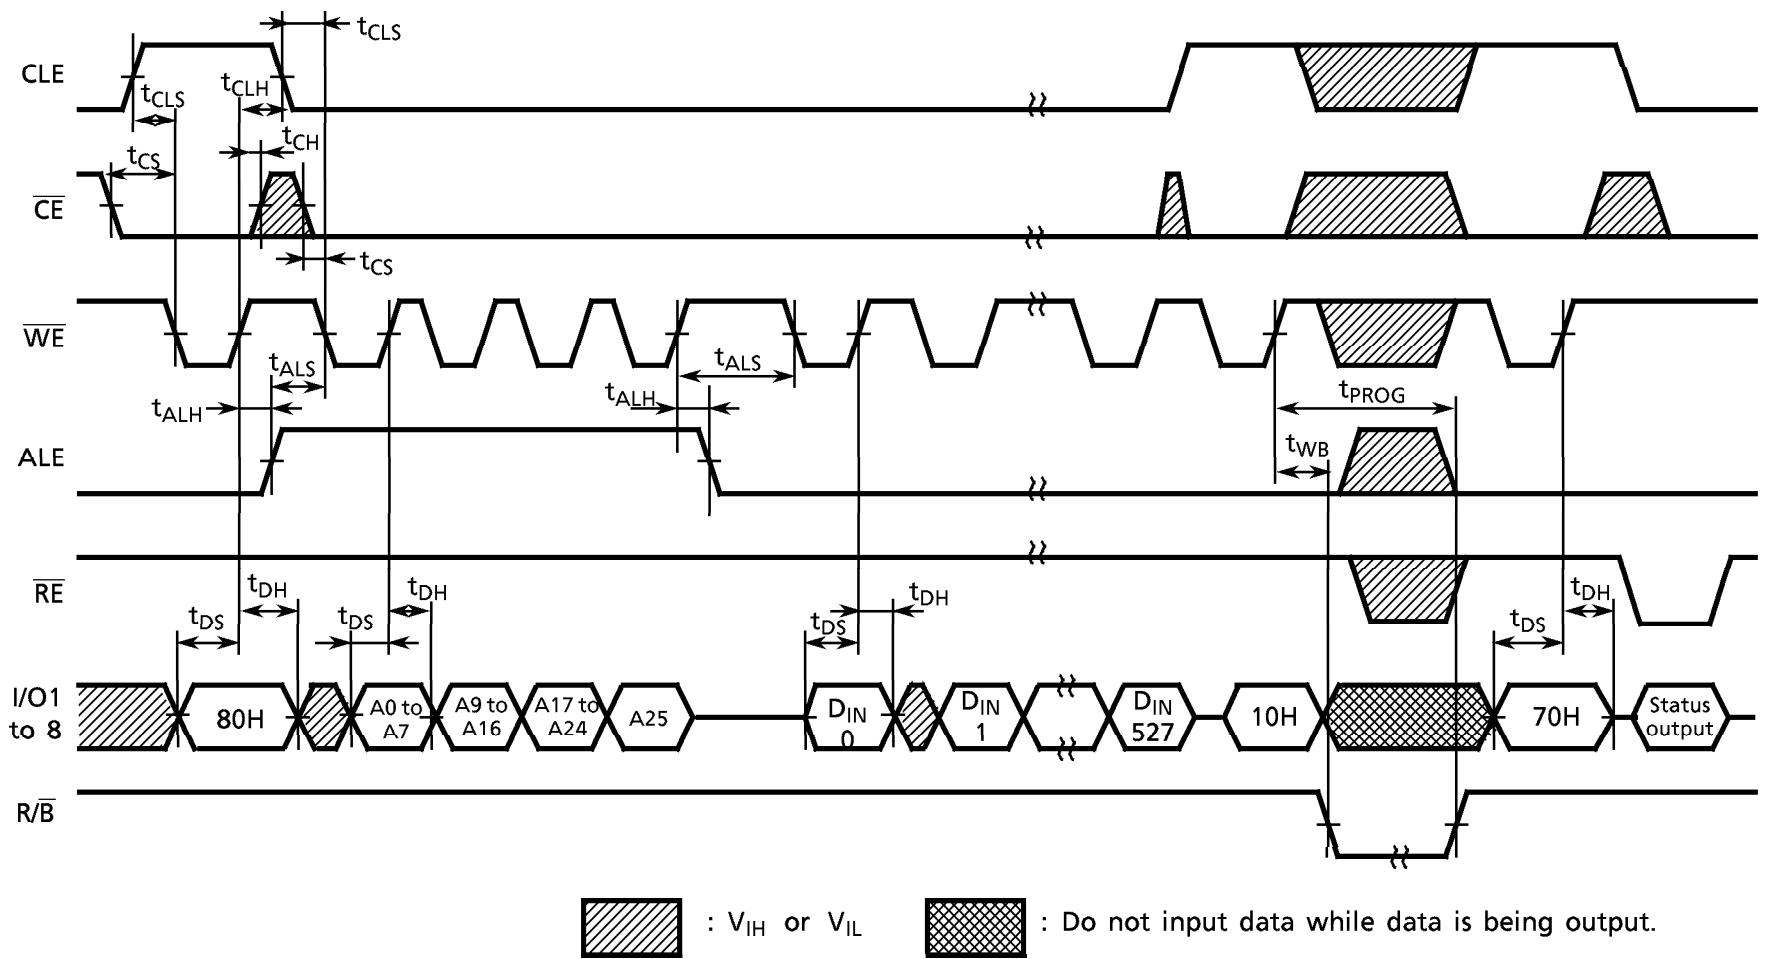 tCLS
CLE
tCLS
tCLH
tCH
tCS
CE
tCS
WE
tALS
tALS
tALH
tALH
tPROG
ALE
tWB
RE
tDH
tDH
tDH
tDH
tDS
tDS
tDS
tDS
I/O1
to 8
80H
A0 to
A7
A9 to
A16
A17 to
A24
A25
DIN
0
DIN
1
DIN
527
10H
70H
Status
output
R/B
: VIH or VIL
: Do not input data while data is being output.